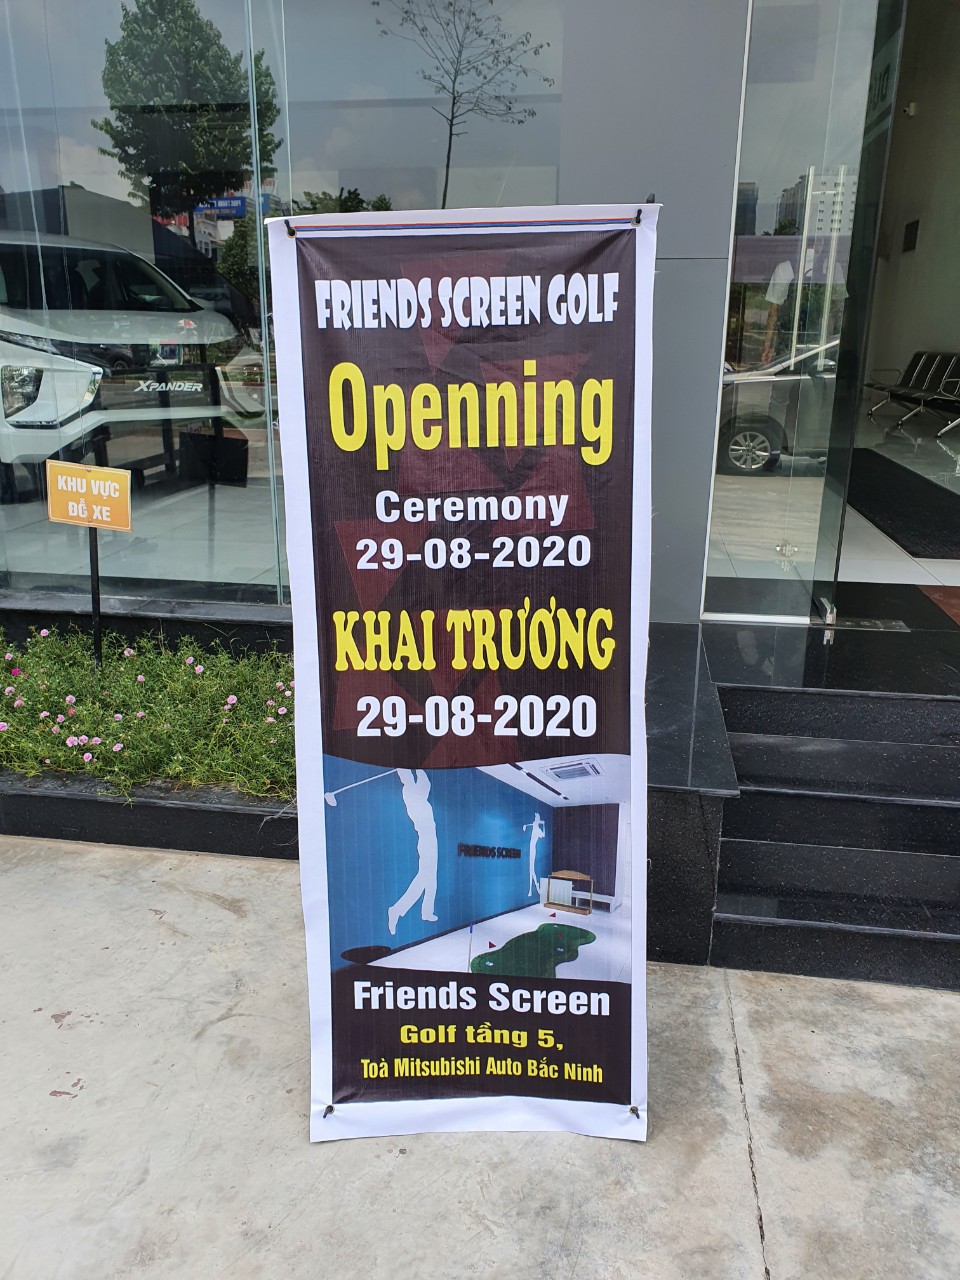 FRIENDS SCREEN GOLF
Openning
Ceremony
29-08-2020
KHAI TRƯƠNG
29-08-2020
FRIENDS SCREEN
Friends Screen
Golf tầng 5,
Toà Mitsubishi Auto Bắc Ninh
XPANDER
KHU VỰC
ĐỖ XE